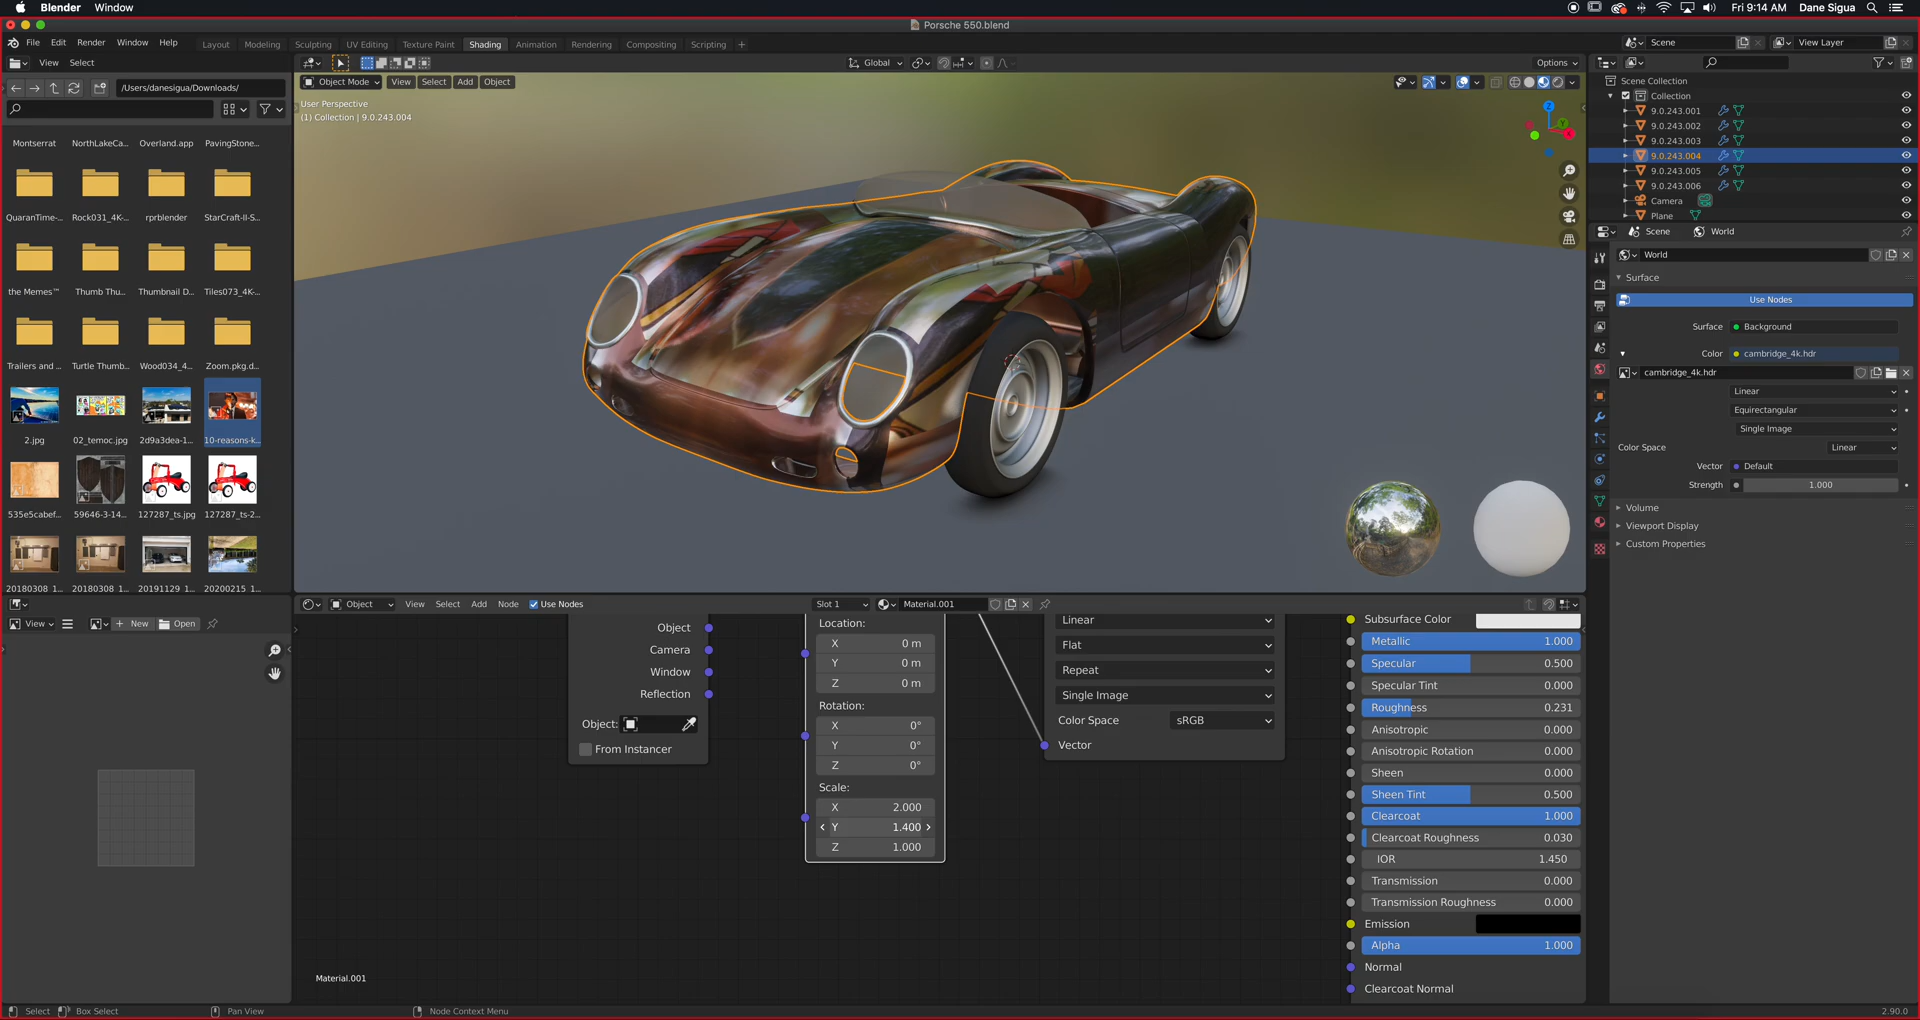 Blender Window
Fri 9:14 AM Dane Sigua
Porsche 550.blend
File Edit Render Window Help
Layout Modeling Sculpting UV Editing Texture Paint Shading Animation Rendering Compositing Scripting +
Scene
View Layer
View Select
Global
Options
/Users/danesigua/Downloads/
Object Mode View Select Add Object
User Perspective
(1) Collection | 9.0.243.004
Z
Y
X
Montserrat NorthLakeCa... Overland.app PavingStone...
QuaranTime-... Rock031_4K-... rprblender StarCraft-II-S...
the Memes™ Thumb Thu... Thumbnail D... Tiles073_4K-...
Trailers and ... Turtle Thumb... Wood034_4... Zoom.pkg.d...
2.jpg 02_temoc.jpg 2d9a3dea-1... 10-reasons-k...
535e5cabef... 59646-3-14... 127287_ts.jpg 127287_ts-2...
20180308_1... 20180308_1... 20191129_1... 20200215_1...
Scene Collection
Collection
9.0.243.001
9.0.243.002
9.0.243.003
9.0.243.004
9.0.243.005
9.0.243.006
Camera
Plane
Scene World
World
Surface
Use Nodes
Surface Background
Color cambridge_4k.hdr
cambridge_4k.hdr
Linear
Equirectangular
Single Image
Color Space Linear
Vector Default
Strength 1.000
Volume
Viewport Display
Custom Properties
View New Open
Object View Select Add Node Use Nodes
Slot 1 Material.001
Object
Camera
Window
Reflection
Object:
From Instancer
Location:
X 0 m
Y 0 m
Z 0 m
Rotation:
X 0°
Y 0°
Z 0°
Scale:
X 2.000
Y 1.400
Z 1.000
Linear
Flat
Repeat
Single Image
Color Space sRGB
Vector
Subsurface Color
Metallic 1.000
Specular 0.500
Specular Tint 0.000
Roughness 0.231
Anisotropic 0.000
Anisotropic Rotation 0.000
Sheen 0.000
Sheen Tint 0.500
Clearcoat 1.000
Clearcoat Roughness 0.030
IOR 1.450
Transmission 0.000
Transmission Roughness 0.000
Emission
Alpha 1.000
Normal
Clearcoat Normal
Material.001
Select Box Select Pan View Node Context Menu 2.90.0